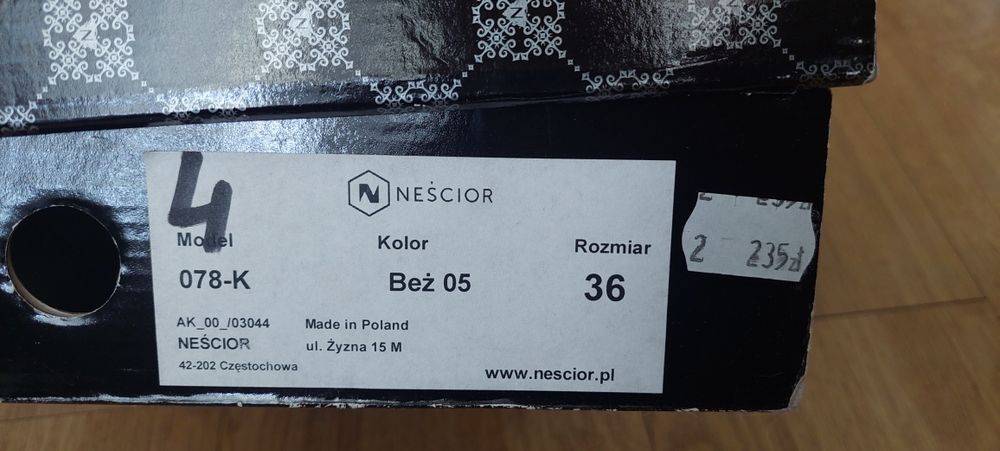 4
NEŚCIOR
Model Kolor Rozmiar
078-K Beż 05 36
AK_00_/03044 Made in Poland
NEŚCIOR ul. Żyzna 15 M
42-202 Częstochowa
www.nescior.pl
2 235zł